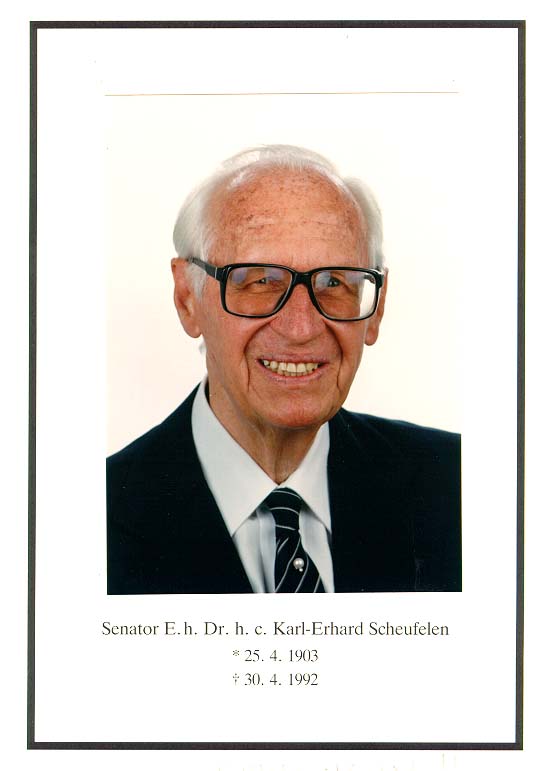 Senator E. h. Dr. h. c. Karl-Erhard Scheufelen
* 25. 4. 1903
† 30. 4. 1992